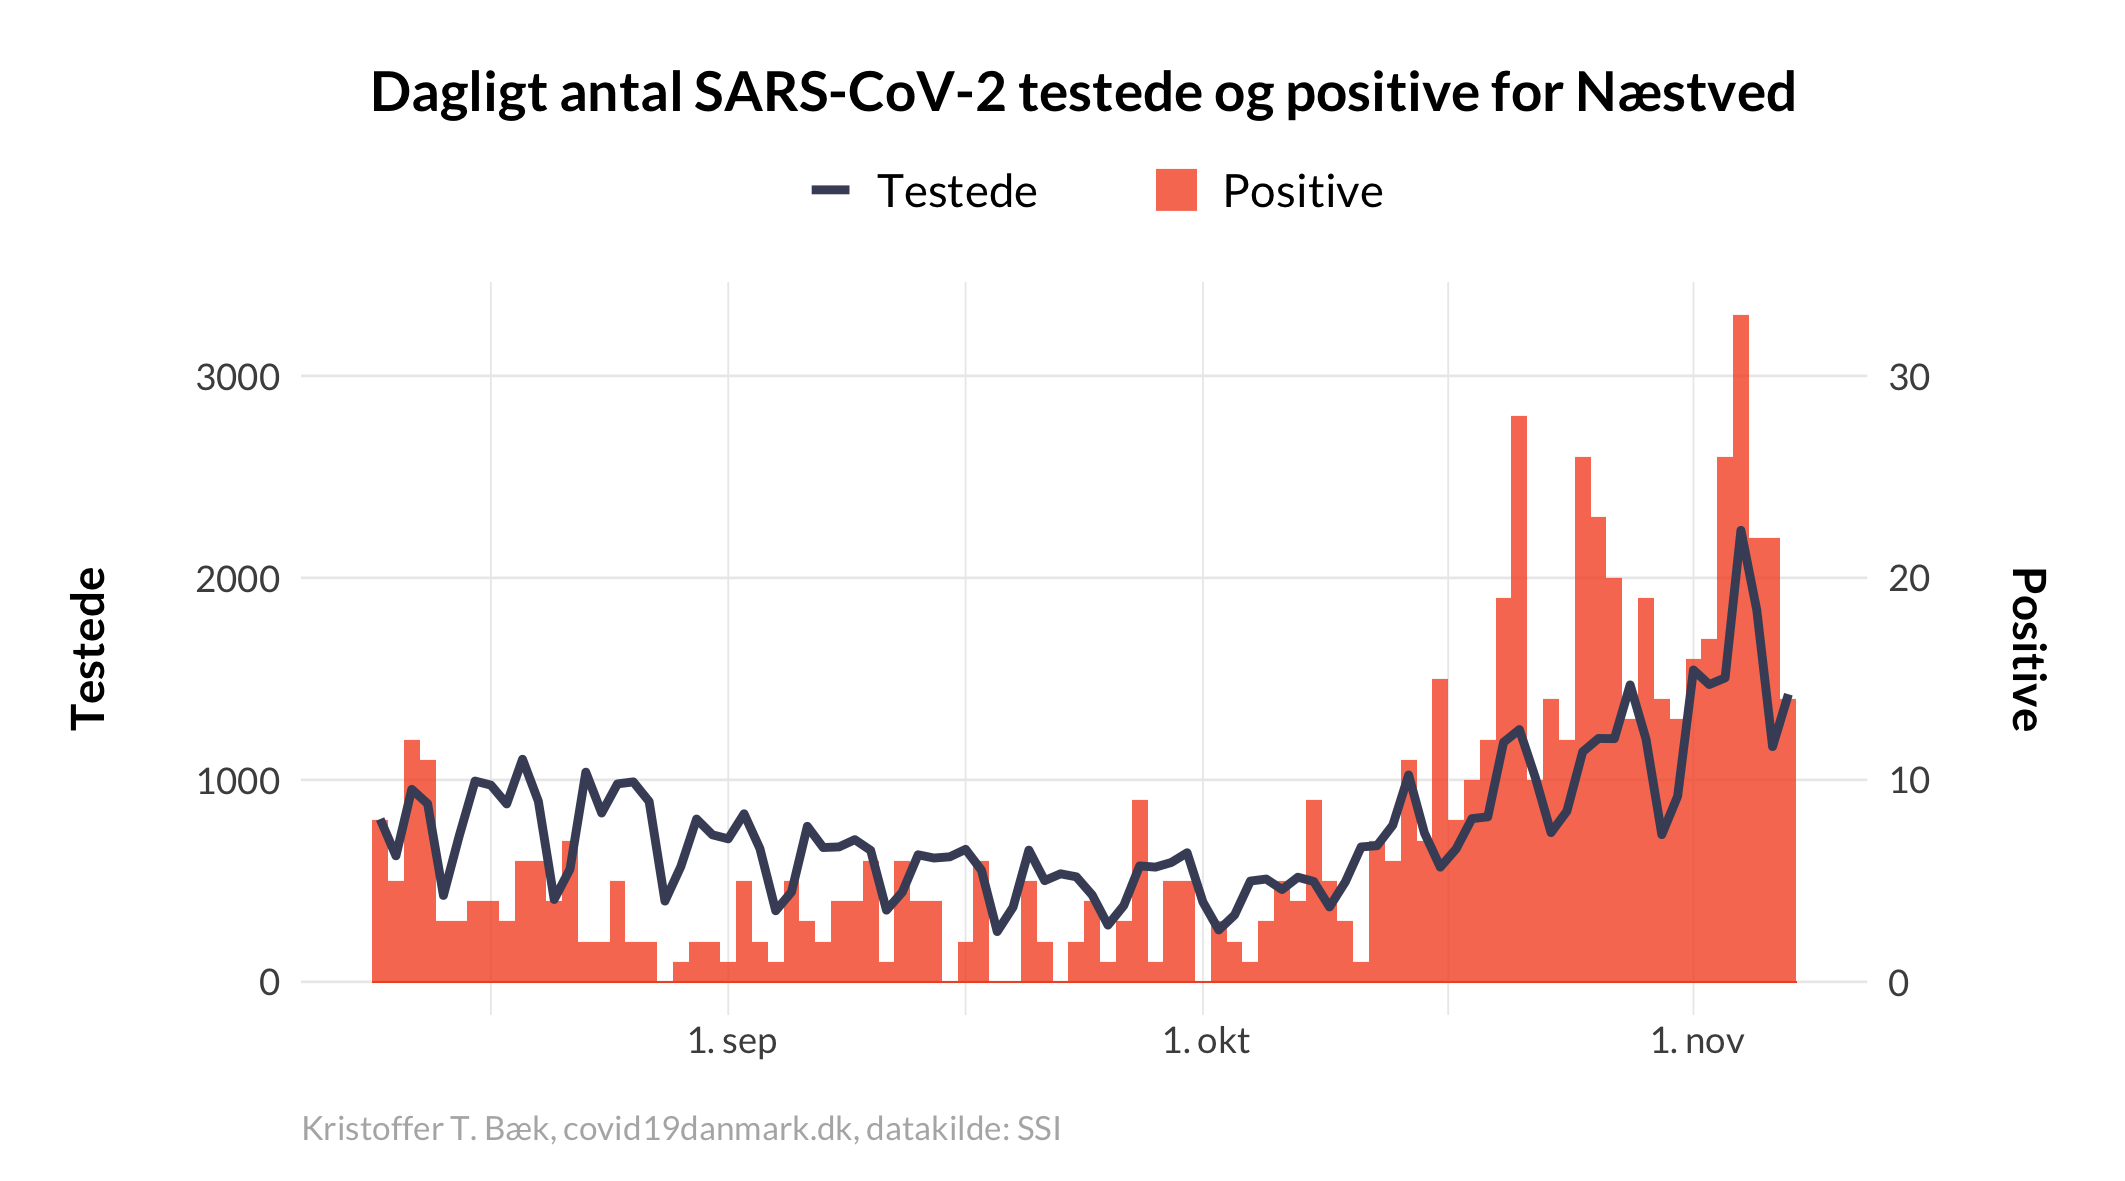 Dagligt antal SARS-CoV-2 testede og positive for Næstved
Testede
Positive
3000
2000
1000
0
Testede
30
20
10
0
Positive
1. sep
1. okt
1. nov
Kristoffer T. Bæk, covid19danmark.dk, datakilde: SSI